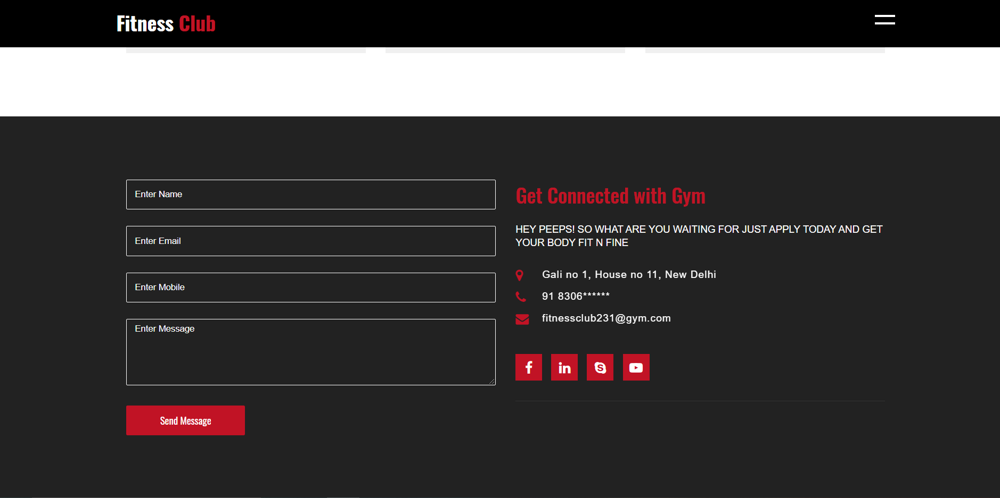 Fitness Club
Enter Name
Enter Email
Enter Mobile
Enter Message
Send Message
Get Connected with Gym
HEY PEEPS! SO WHAT ARE YOU WAITING FOR JUST APPLY TODAY AND GET
YOUR BODY FIT N FINE
Gali no 1, House no 11, New Delhi
91 8306******
fitnessclub231@gym.com